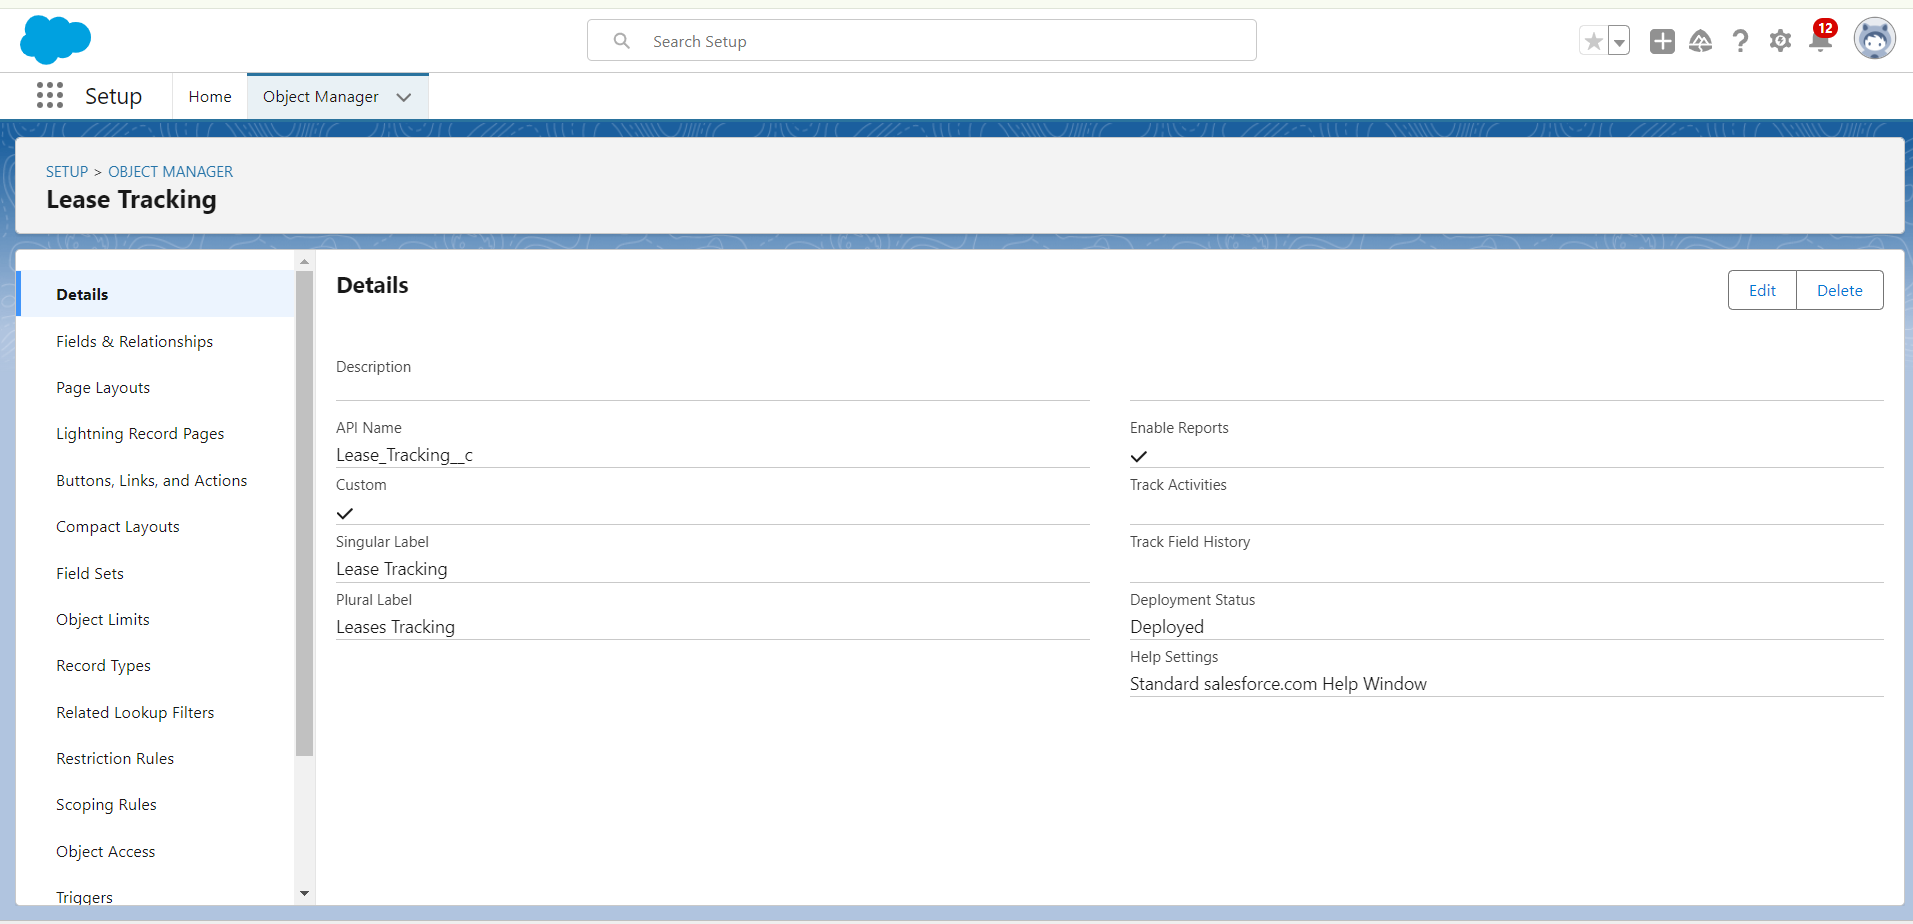 Search Setup
12
Setup
Home
Object Manager
SETUP > OBJECT MANAGER
Lease Tracking
Details
Fields & Relationships
Page Layouts
Lightning Record Pages
Buttons, Links, and Actions
Compact Layouts
Field Sets
Object Limits
Record Types
Related Lookup Filters
Restriction Rules
Scoping Rules
Object Access
Triggers
Details
Edit
Delete
Description
API Name
Lease_Tracking__c
Custom
Singular Label
Lease Tracking
Plural Label
Leases Tracking
Enable Reports
Track Activities
Track Field History
Deployment Status
Deployed
Help Settings
Standard salesforce.com Help Window